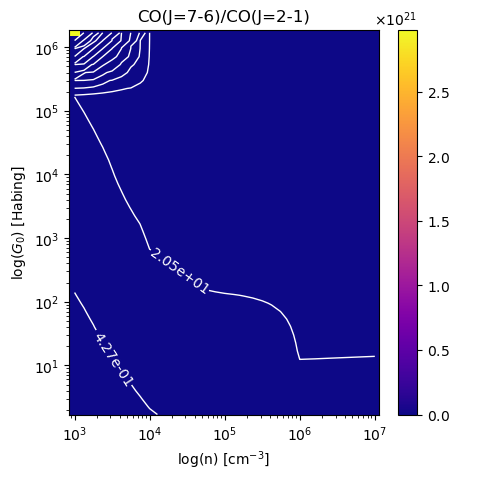 CO(J=7-6)/CO(J=2-1)
×10²¹
log(G₀) [Habing]
10⁶
10⁵
10⁴
10³
10²
10¹
2.05e+01
4.27e-01
10³ 10⁴ 10⁵ 10⁶ 10⁷
log(n) [cm⁻³]
2.5
2.0
1.5
1.0
0.5
0.0